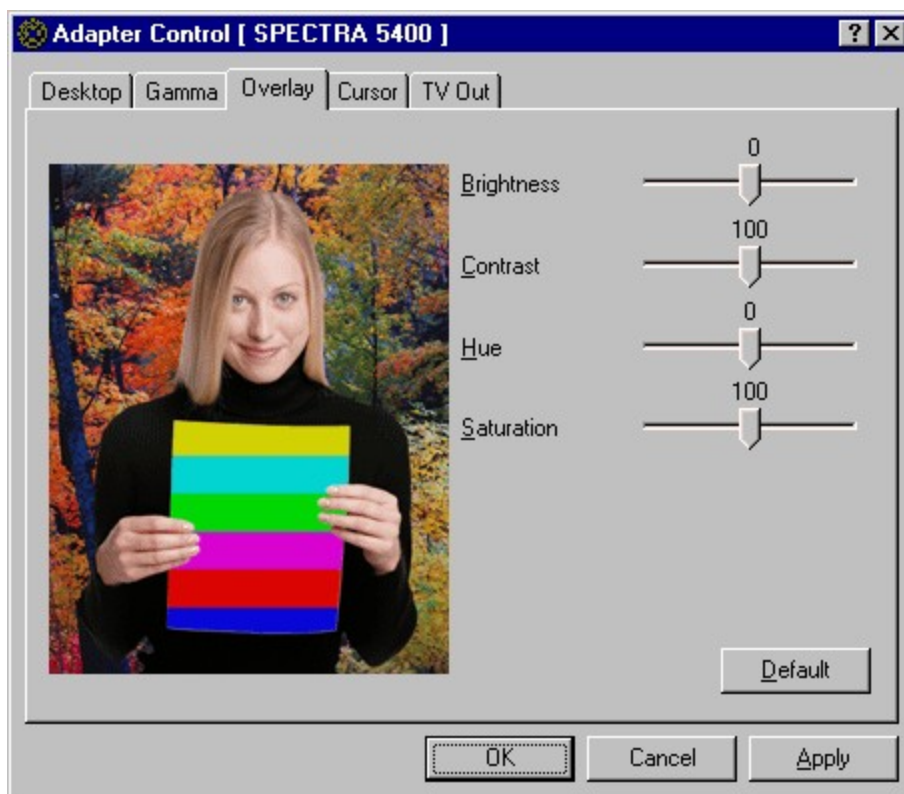 Adapter Control [ SPECTRA 5400 ]
? X
Desktop Gamma Overlay Cursor TV Out
0
Brightness
100
Contrast
0
Hue
100
Saturation
Default
OK Cancel Apply